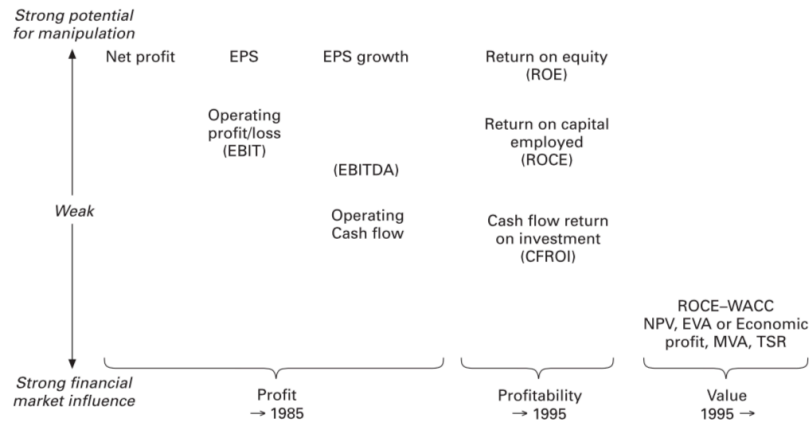 Strong potential
for manipulation
Net profit
EPS
EPS growth
Return on equity
(ROE)
Operating
profit/loss
(EBIT)
Return on capital
employed
(ROCE)
(EBITDA)
Weak
Operating
Cash flow
Cash flow return
on investment
(CFROI)
ROCE–WACC
NPV, EVA or Economic
profit, MVA, TSR
Strong financial
market influence
Profit
→ 1985
Profitability
→ 1995
Value
1995 →